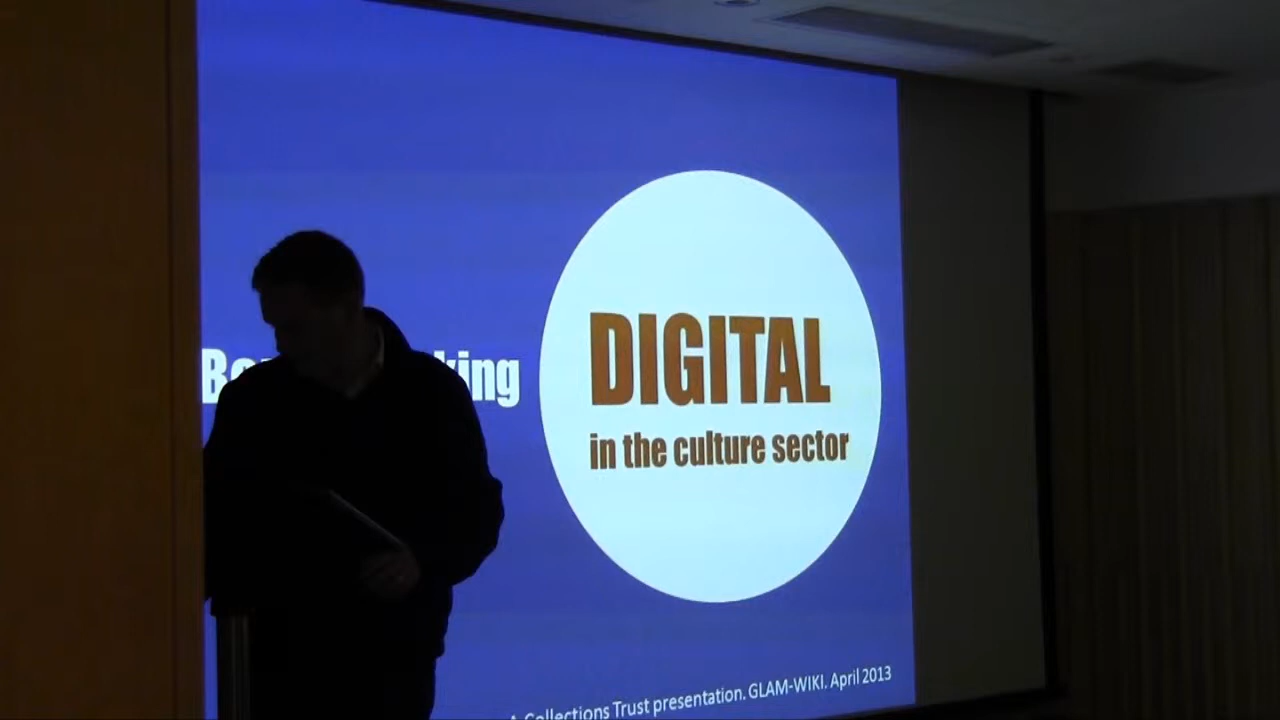 DIGITAL
in the culture sector
A Collections Trust presentation. GLAM-WIKI. April 2013